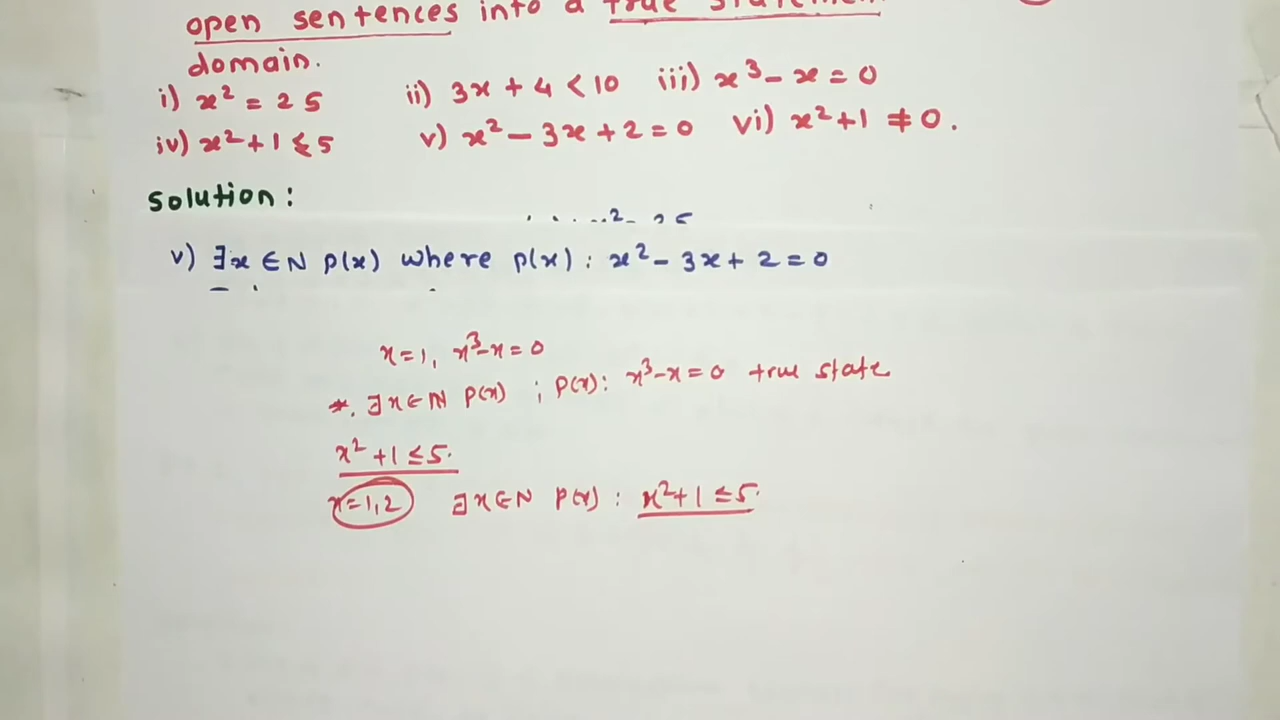 open sentences into a true statement
domain.
i) x² = 25 ii) 3x + 4 < 10 iii) x³ - x = 0
iv) x² + 1 ≤ 5 v) x² - 3x + 2 = 0 vi) x² + 1 ≠ 0.
Solution:
v) ∃x ∈ N p(x) where p(x) : x² - 3x + 2 = 0
x=1, x³-x=0
*. ∃x∈N P(x) ; P(x): x³-x=0 true state
x² + 1 ≤ 5.
x=1,2 ∃x∈N P(x) : x²+1 ≤ 5.